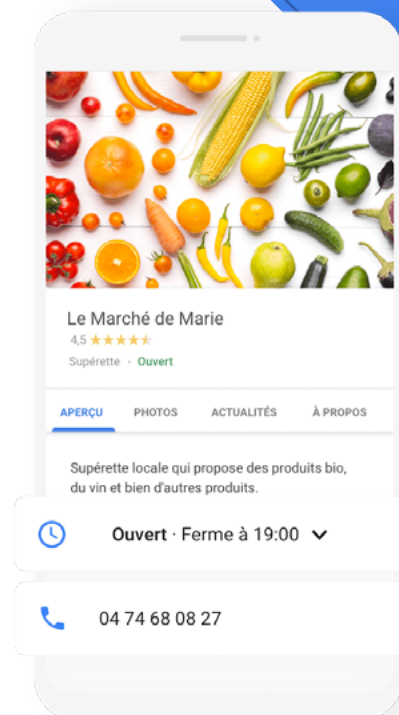 Le Marché de Marie
4,5
Supérette · Ouvert
APERÇU PHOTOS ACTUALITÉS À PROPOS
Supérette locale qui propose des produits bio,
du vin et bien d'autres produits.
Ouvert · Ferme à 19:00
04 74 68 08 27